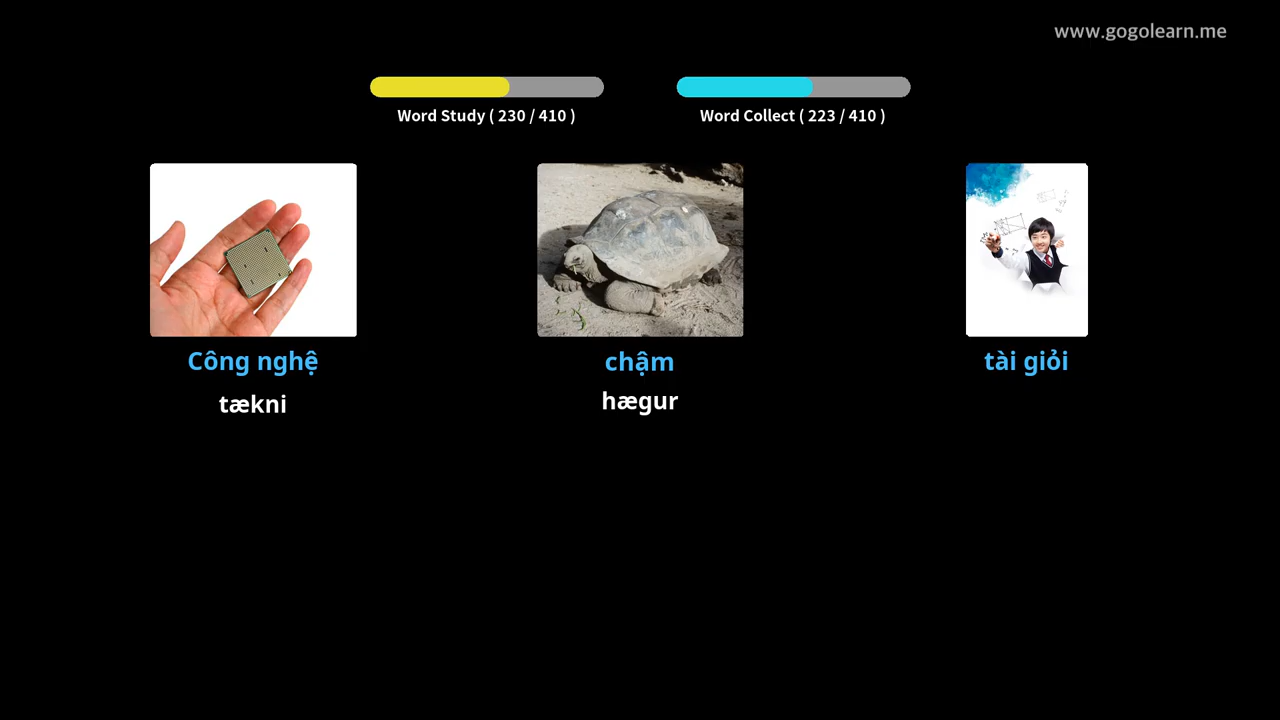 www.gogolearn.me
Word Study ( 230 / 410 )
Word Collect ( 223 / 410 )
Công nghệ
chậm
tài giỏi
tækni
hægur